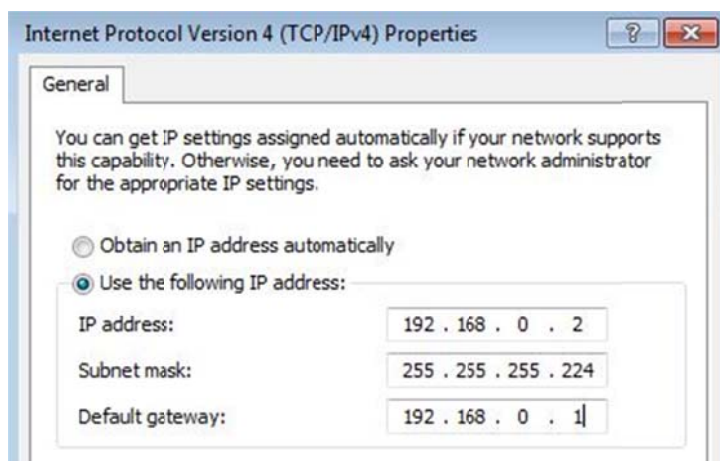 Internet Protocol Version 4 (TCP/IPv4) Properties
General
You can get IP settings assigned automatically if your network supports
this capability. Otherwise, you need to ask your network administrator
for the appropriate IP settings.
Obtain an IP address automatically
Use the following IP address:
IP address: 192 . 168 . 0 . 2
Subnet mask: 255 . 255 . 255 . 224
Default gateway: 192 . 168 . 0 . 1